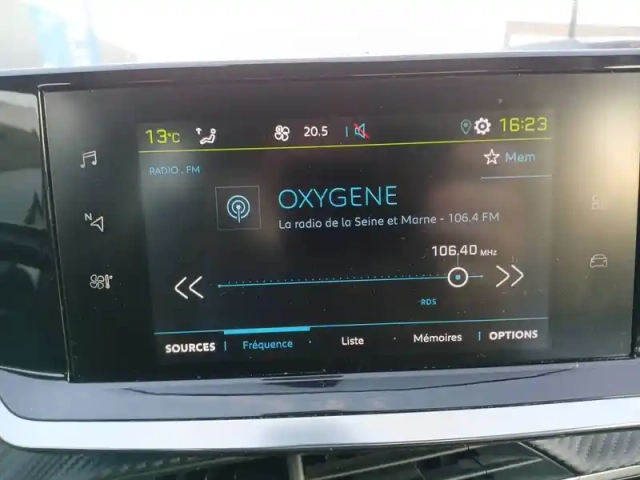 13°C 20.5 16:23
RADIO . FM
Mem
OXYGENE
La radio de la Seine et Marne - 106.4 FM
N
106.40 MHz
RDS
SOURCES Fréquence Liste Mémoires OPTIONS